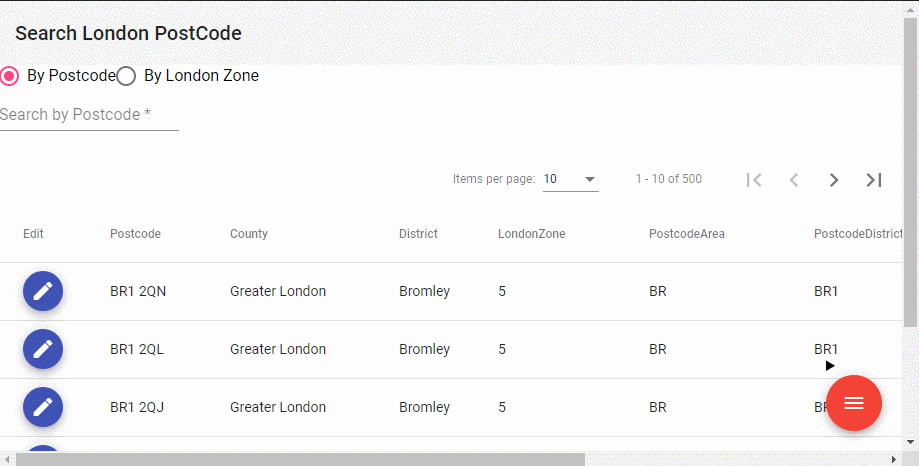 Search London PostCode
By Postcode By London Zone
Search by Postcode *
Items per page: 10 1 - 10 of 500
Edit Postcode County District LondonZone PostcodeArea PostcodeDistrict
BR1 2QN Greater London Bromley 5 BR BR1
BR1 2QL Greater London Bromley 5 BR BR1
BR1 2QJ Greater London Bromley 5 BR